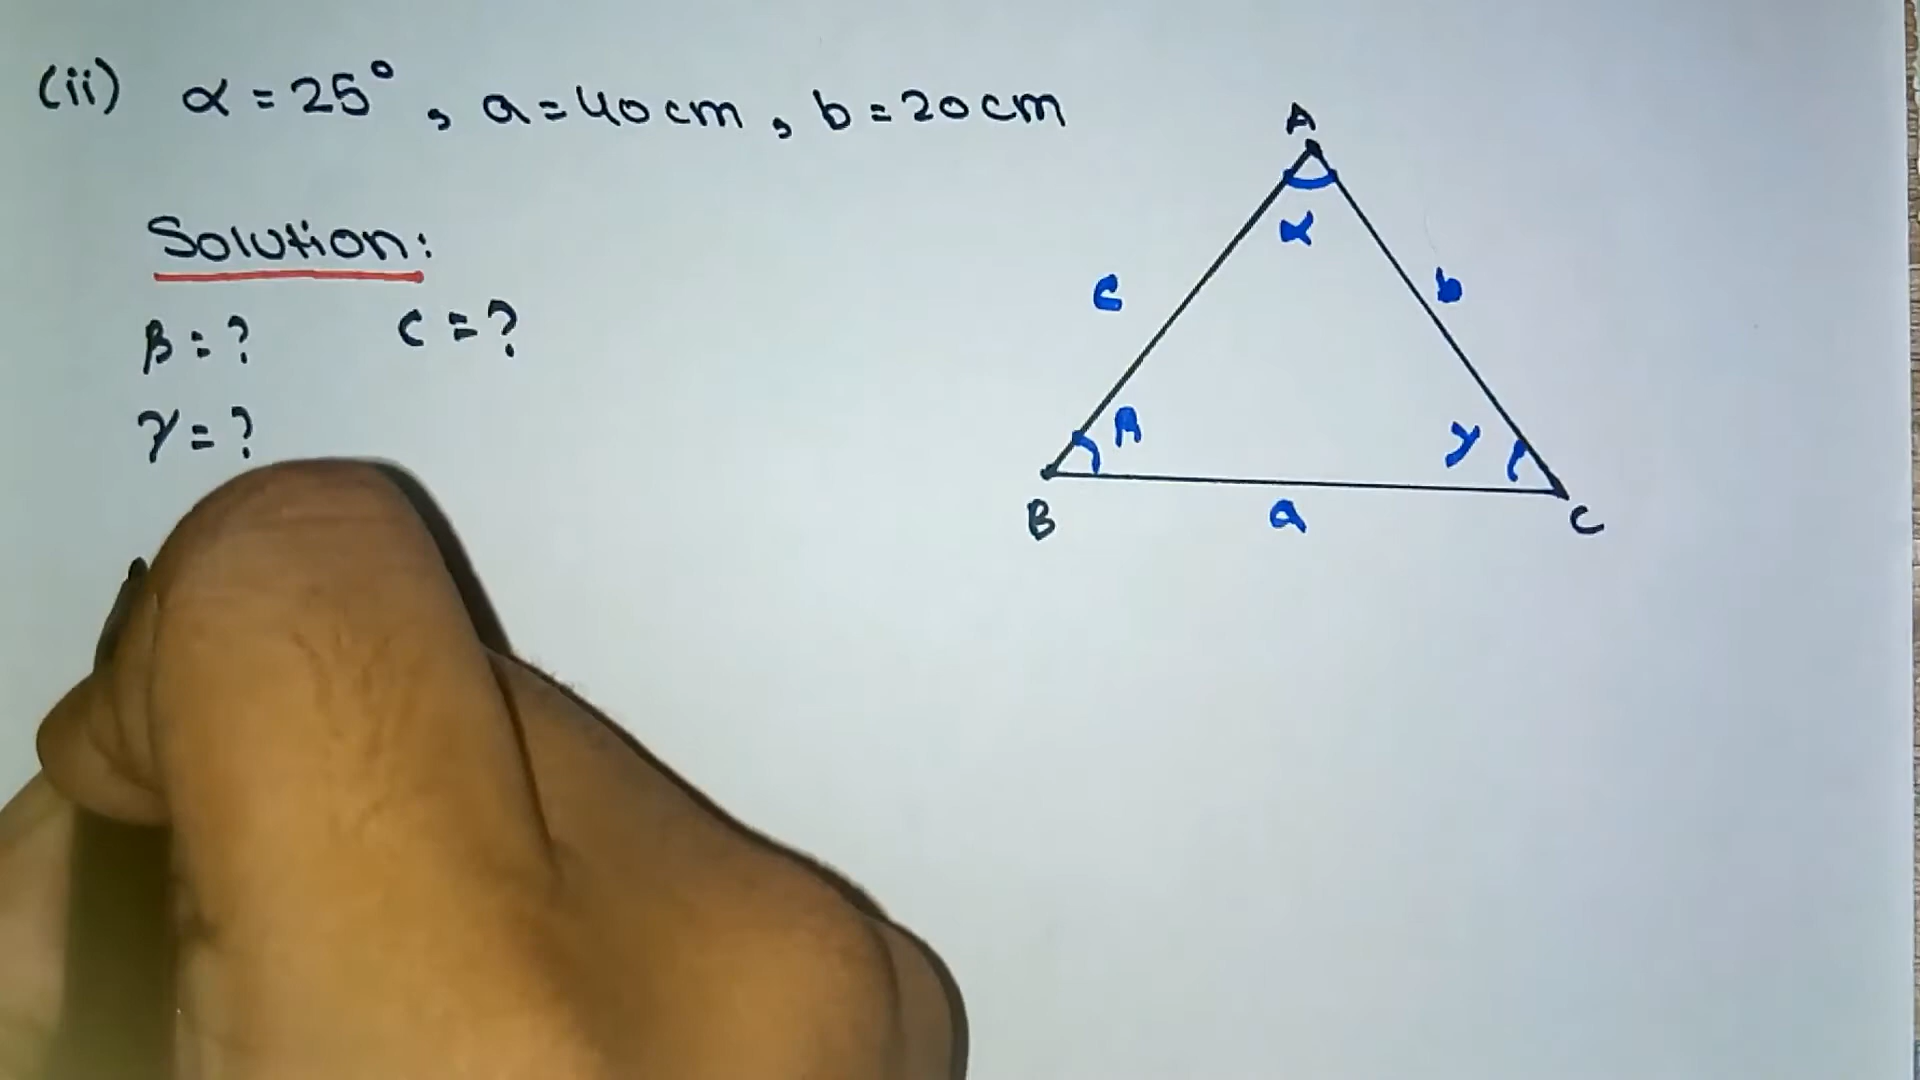 (ii) α = 25°, a = 40 cm, b = 20 cm
Solution:
β = ? c = ?
γ = ?
A
α
c b
β γ
B a C